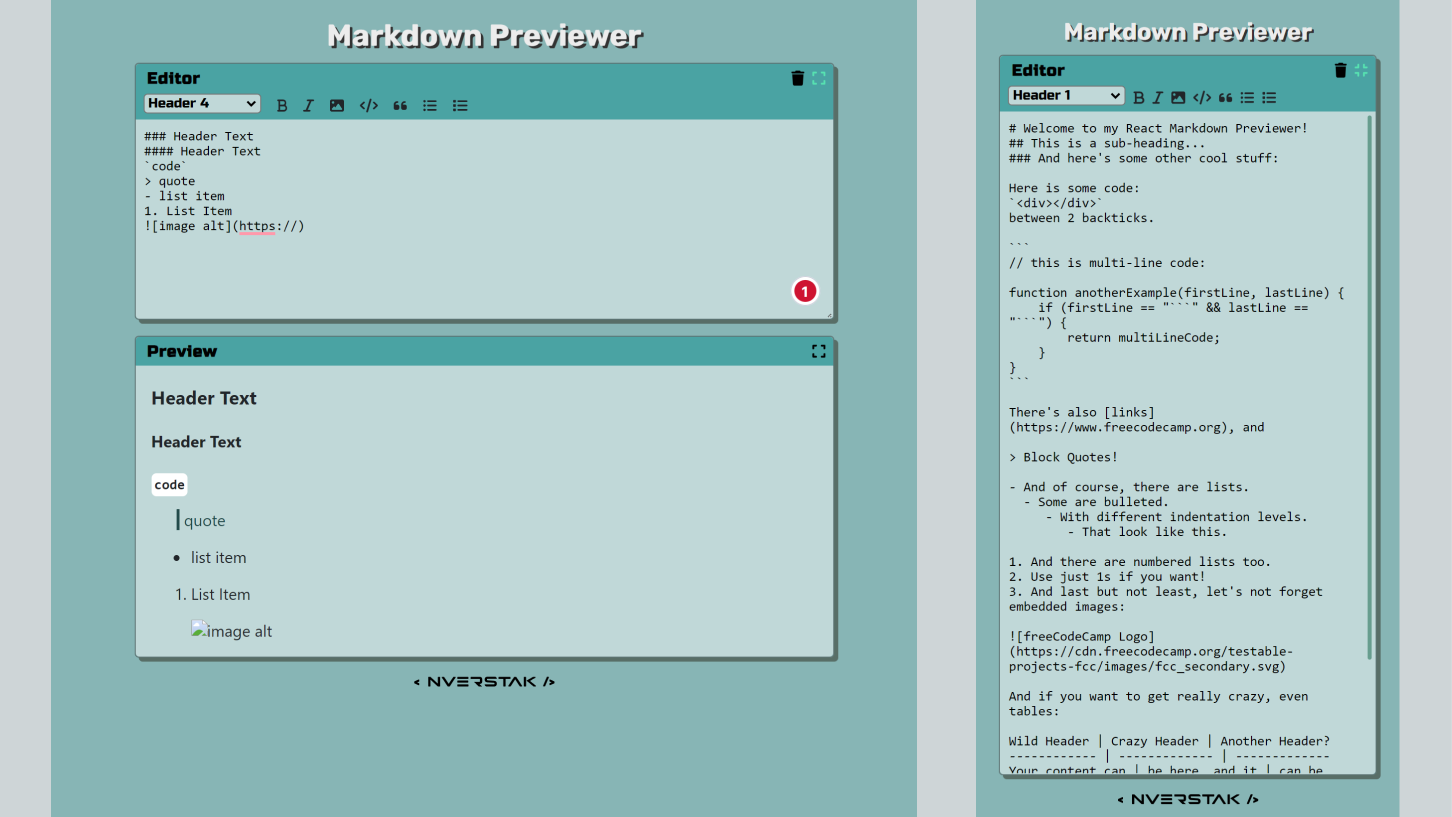 Markdown Previewer
Editor
Header 4
### Header Text
#### Header Text
`code`
> quote
- list item
1. List Item
![image alt](https://)
1
Preview
Header Text
Header Text
code
quote
• list item
1. List Item
image alt
< NVERSTAK />
Markdown Previewer
Editor
Header 1
# Welcome to my React Markdown Previewer!
## This is a sub-heading...
### And here's some other cool stuff:
Here is some code:
`<div></div>`
between 2 backticks.
```
// this is multi-line code:
function anotherExample(firstLine, lastLine) {
    if (firstLine == "```" && lastLine ==
"```") {
        return multiLineCode;
    }
}
```
There's also [links]
(https://www.freecodecamp.org), and
> Block Quotes!
- And of course, there are lists.
  - Some are bulleted.
     - With different indentation levels.
        - That look like this.
1. And there are numbered lists too.
2. Use just 1s if you want!
3. And last but not least, let's not forget
embedded images:
![freeCodeCamp Logo]
(https://cdn.freecodecamp.org/testable-
projects-fcc/images/fcc_secondary.svg)
And if you want to get really crazy, even
tables:
Wild Header | Crazy Header | Another Header?
------------ | ------------- | -------------
Your content can | be here, and it | can be
< NVERSTAK />